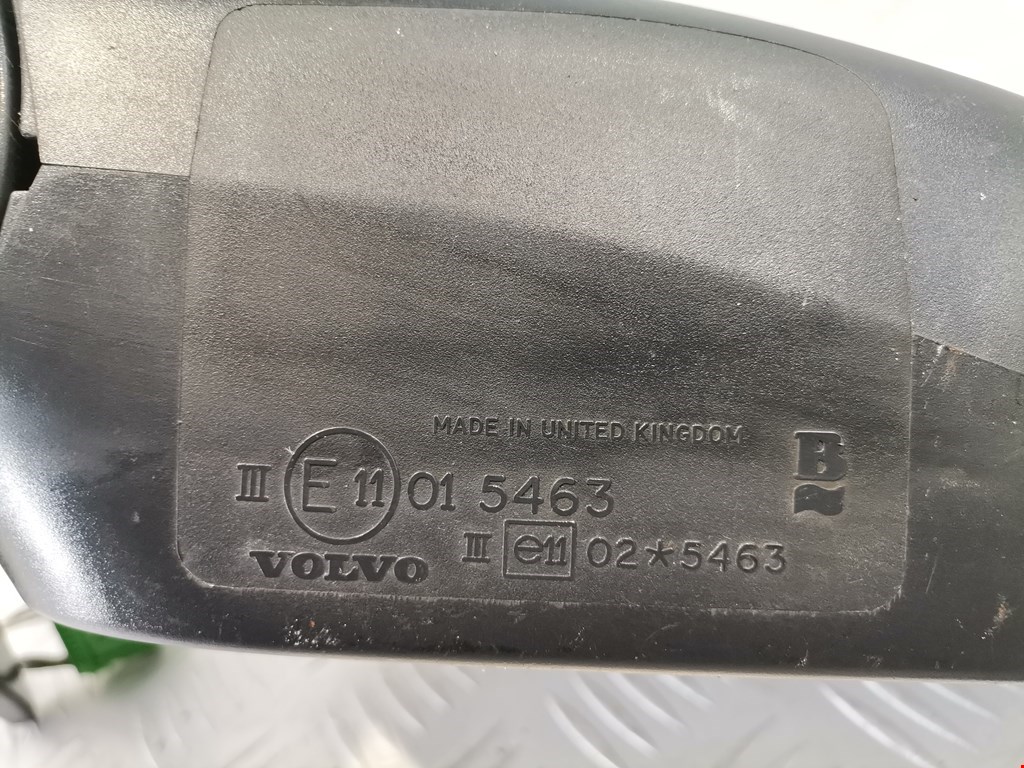 MADE IN UNITED KINGDOM
III E 11 01 5463
B
VOLVO
III e11 02*5463